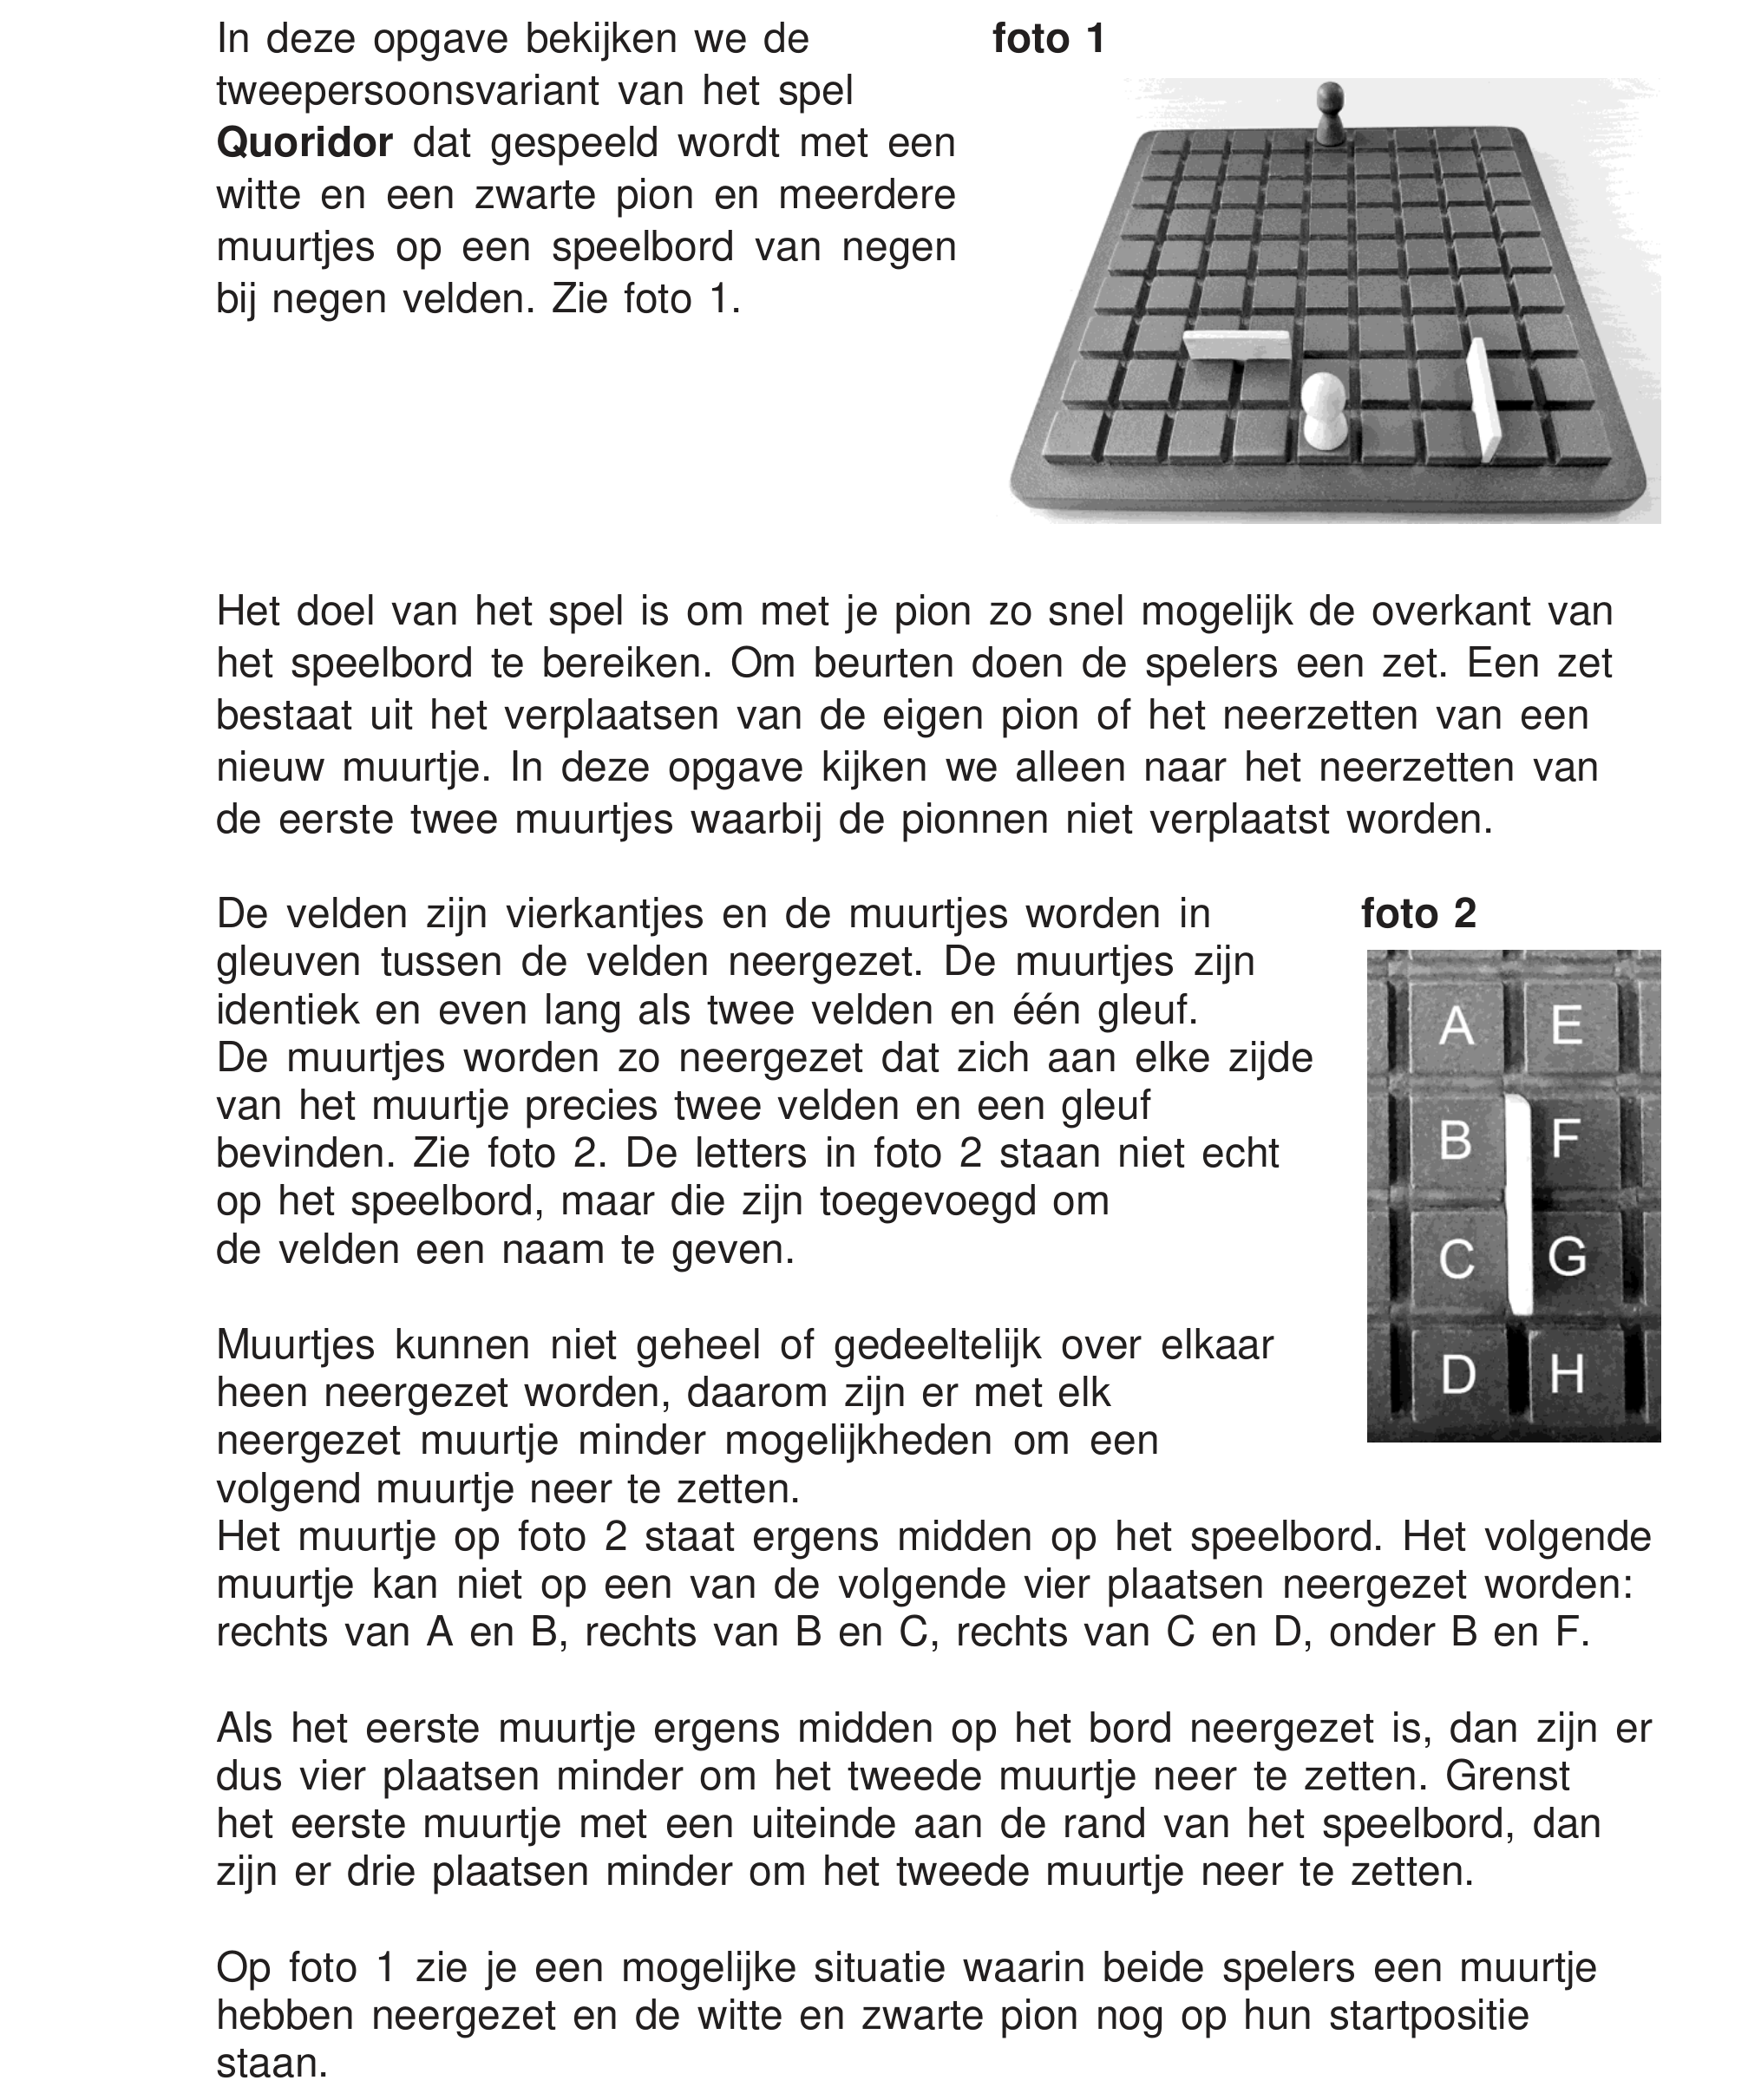 In deze opgave bekijken we de
tweepersoonsvariant van het spel
Quoridor dat gespeeld wordt met een
witte en een zwarte pion en meerdere
muurtjes op een speelbord van negen
bij negen velden. Zie foto 1.
foto 1
Het doel van het spel is om met je pion zo snel mogelijk de overkant van
het speelbord te bereiken. Om beurten doen de spelers een zet. Een zet
bestaat uit het verplaatsen van de eigen pion of het neerzetten van een
nieuw muurtje. In deze opgave kijken we alleen naar het neerzetten van
de eerste twee muurtjes waarbij de pionnen niet verplaatst worden.
De velden zijn vierkantjes en de muurtjes worden in
gleuven tussen de velden neergezet. De muurtjes zijn
identiek en even lang als twee velden en één gleuf.
De muurtjes worden zo neergezet dat zich aan elke zijde
van het muurtje precies twee velden en een gleuf
bevinden. Zie foto 2. De letters in foto 2 staan niet echt
op het speelbord, maar die zijn toegevoegd om
de velden een naam te geven.
foto 2
A E
B F
C G
D H
Muurtjes kunnen niet geheel of gedeeltelijk over elkaar
heen neergezet worden, daarom zijn er met elk
neergezet muurtje minder mogelijkheden om een
volgend muurtje neer te zetten.
Het muurtje op foto 2 staat ergens midden op het speelbord. Het volgende
muurtje kan niet op een van de volgende vier plaatsen neergezet worden:
rechts van A en B, rechts van B en C, rechts van C en D, onder B en F.
Als het eerste muurtje ergens midden op het bord neergezet is, dan zijn er
dus vier plaatsen minder om het tweede muurtje neer te zetten. Grenst
het eerste muurtje met een uiteinde aan de rand van het speelbord, dan
zijn er drie plaatsen minder om het tweede muurtje neer te zetten.
Op foto 1 zie je een mogelijke situatie waarin beide spelers een muurtje
hebben neergezet en de witte en zwarte pion nog op hun startpositie
staan.